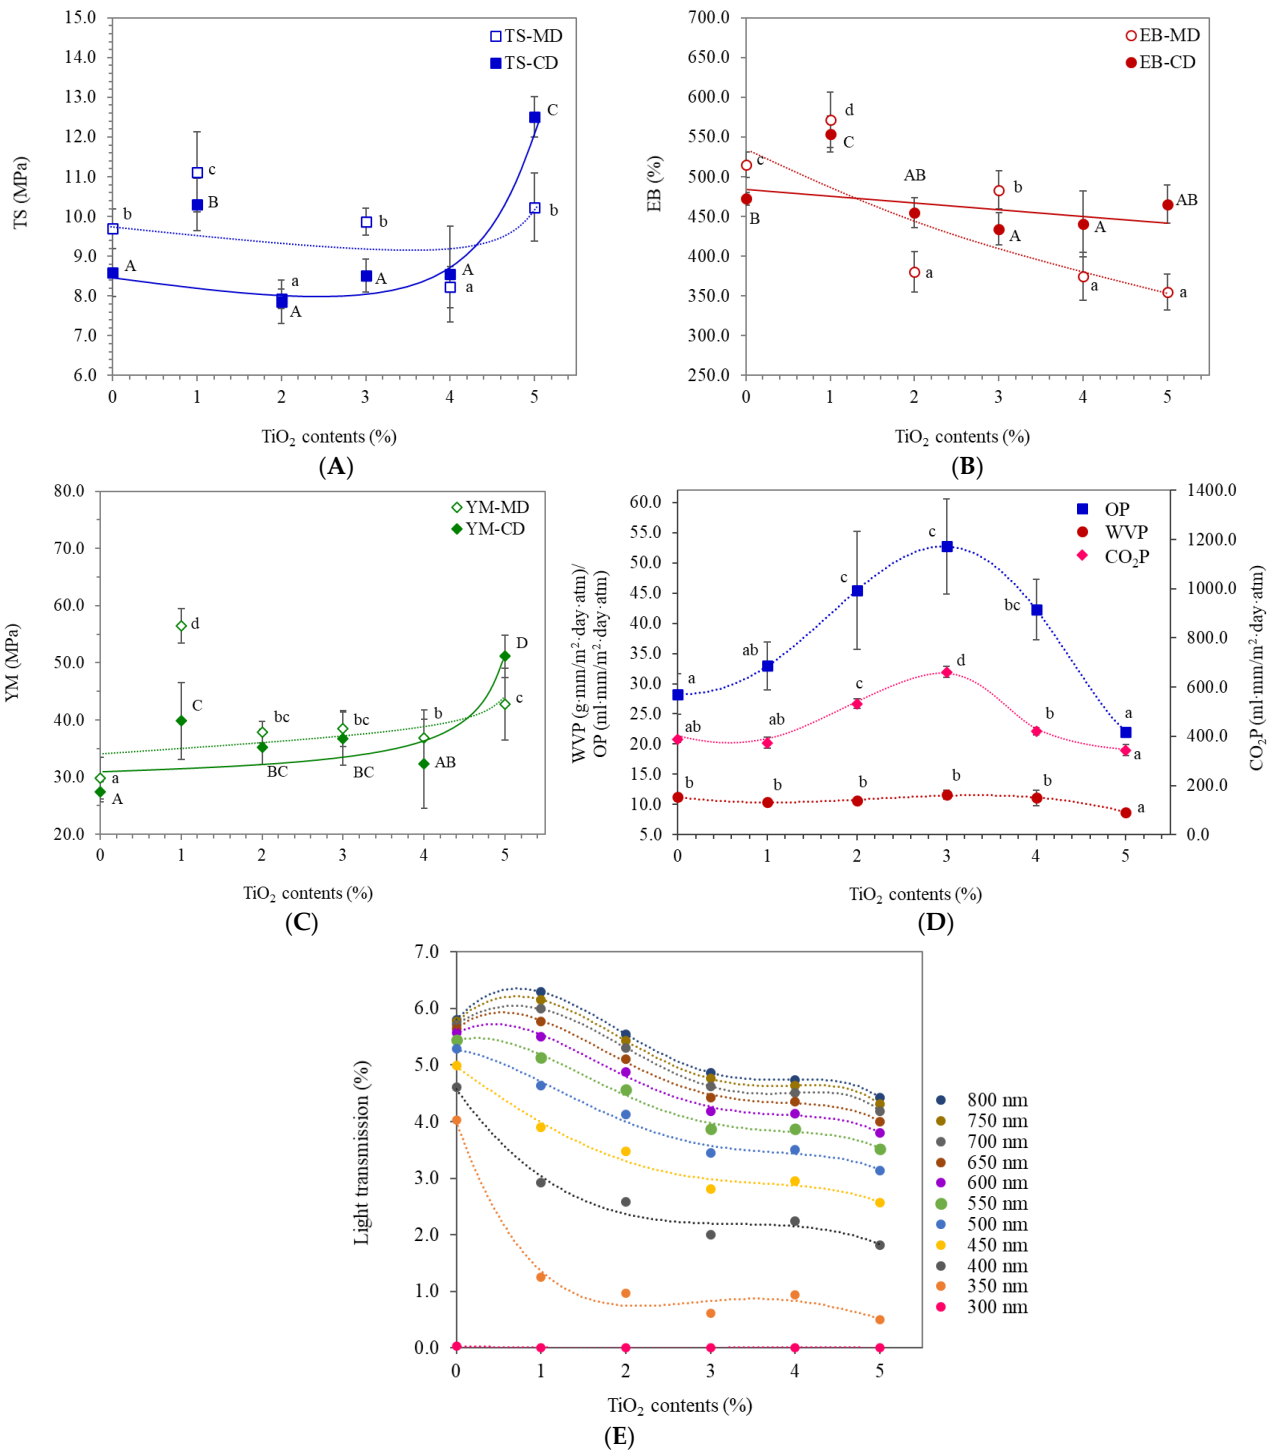 15.0
14.0
13.0
12.0
11.0
10.0
9.0
8.0
7.0
6.0
TS (MPa)
TS-MD
TS-CD
b
A
c
B
a
A
b
A
A
a
C
b
0 1 2 3 4 5
TiO2 contents (%)
(A)
700.0
650.0
600.0
550.0
500.0
450.0
400.0
350.0
300.0
250.0
EB (%)
EB-MD
EB-CD
c
B
d
C
AB
a
b
A
A
a
AB
a
0 1 2 3 4 5
TiO2 contents (%)
(B)
80.0
70.0
60.0
50.0
40.0
30.0
20.0
YM (MPa)
YM-MD
YM-CD
a
A
d
C
bc
BC
bc
BC
b
AB
D
c
0 1 2 3 4 5
TiO2 contents (%)
(C)
60.0
55.0
50.0
45.0
40.0
35.0
30.0
25.0
20.0
15.0
10.0
5.0
WVP (g·mm/m2·day·atm)/
OP (ml·mm/m2·day·atm)
OP
WVP
CO2P
a
ab
c
c
bc
a
ab
ab
c
d
b
a
b
b
b
b
b
a
1400.0
1200.0
1000.0
800.0
600.0
400.0
200.0
0.0
CO2P (ml·mm/m2·day·atm)
0 1 2 3 4 5
TiO2 contents (%)
(D)
7.0
6.0
5.0
4.0
3.0
2.0
1.0
0.0
Light transmission (%)
800 nm
750 nm
700 nm
650 nm
600 nm
550 nm
500 nm
450 nm
400 nm
350 nm
300 nm
0 1 2 3 4 5
TiO2 contents (%)
(E)